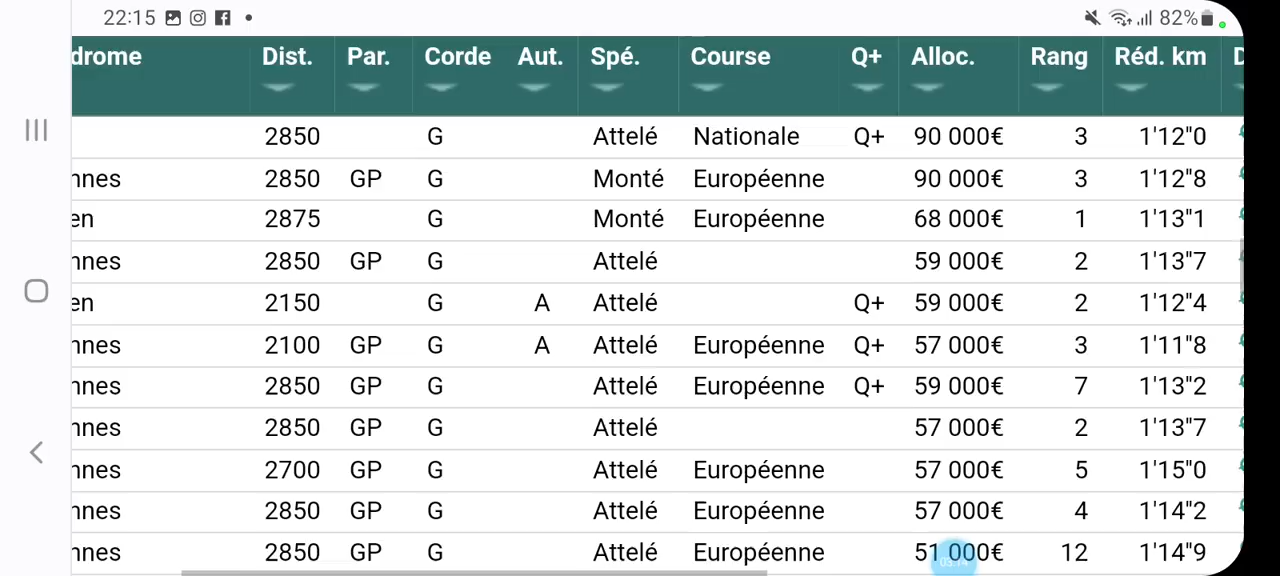 22:15 82%
drome Dist. Par. Corde Aut. Spé. Course Q+ Alloc. Rang Réd. km D
2850 G Attelé Nationale Q+ 90 000€ 3 1'12"0
nnes 2850 GP G Monté Européenne 90 000€ 3 1'12"8
en 2875 G Monté Européenne 68 000€ 1 1'13"1
nnes 2850 GP G Attelé 59 000€ 2 1'13"7
en 2150 G A Attelé Q+ 59 000€ 2 1'12"4
nnes 2100 GP G A Attelé Européenne Q+ 57 000€ 3 1'11"8
nnes 2850 GP G Attelé Européenne Q+ 59 000€ 7 1'13"2
nnes 2850 GP G Attelé 57 000€ 2 1'13"7
nnes 2700 GP G Attelé Européenne 57 000€ 5 1'15"0
nnes 2850 GP G Attelé Européenne 57 000€ 4 1'14"2
nnes 2850 GP G Attelé Européenne 51 000€ 12 1'14"9
03:14